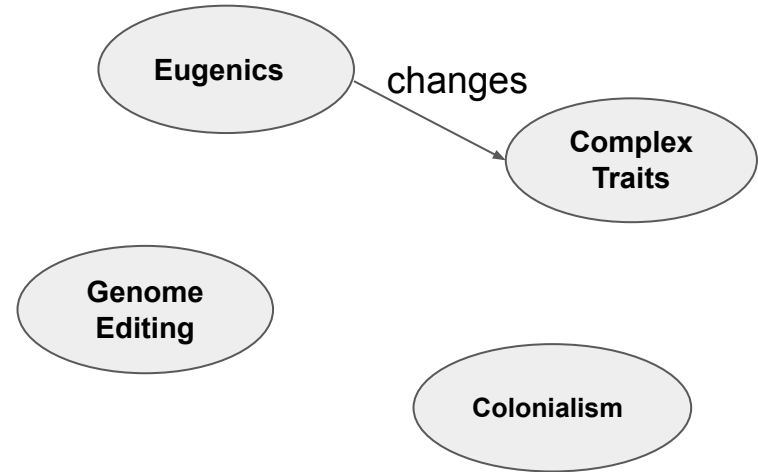 Eugenics
changes
Complex
Traits
Genome
Editing
Colonialism